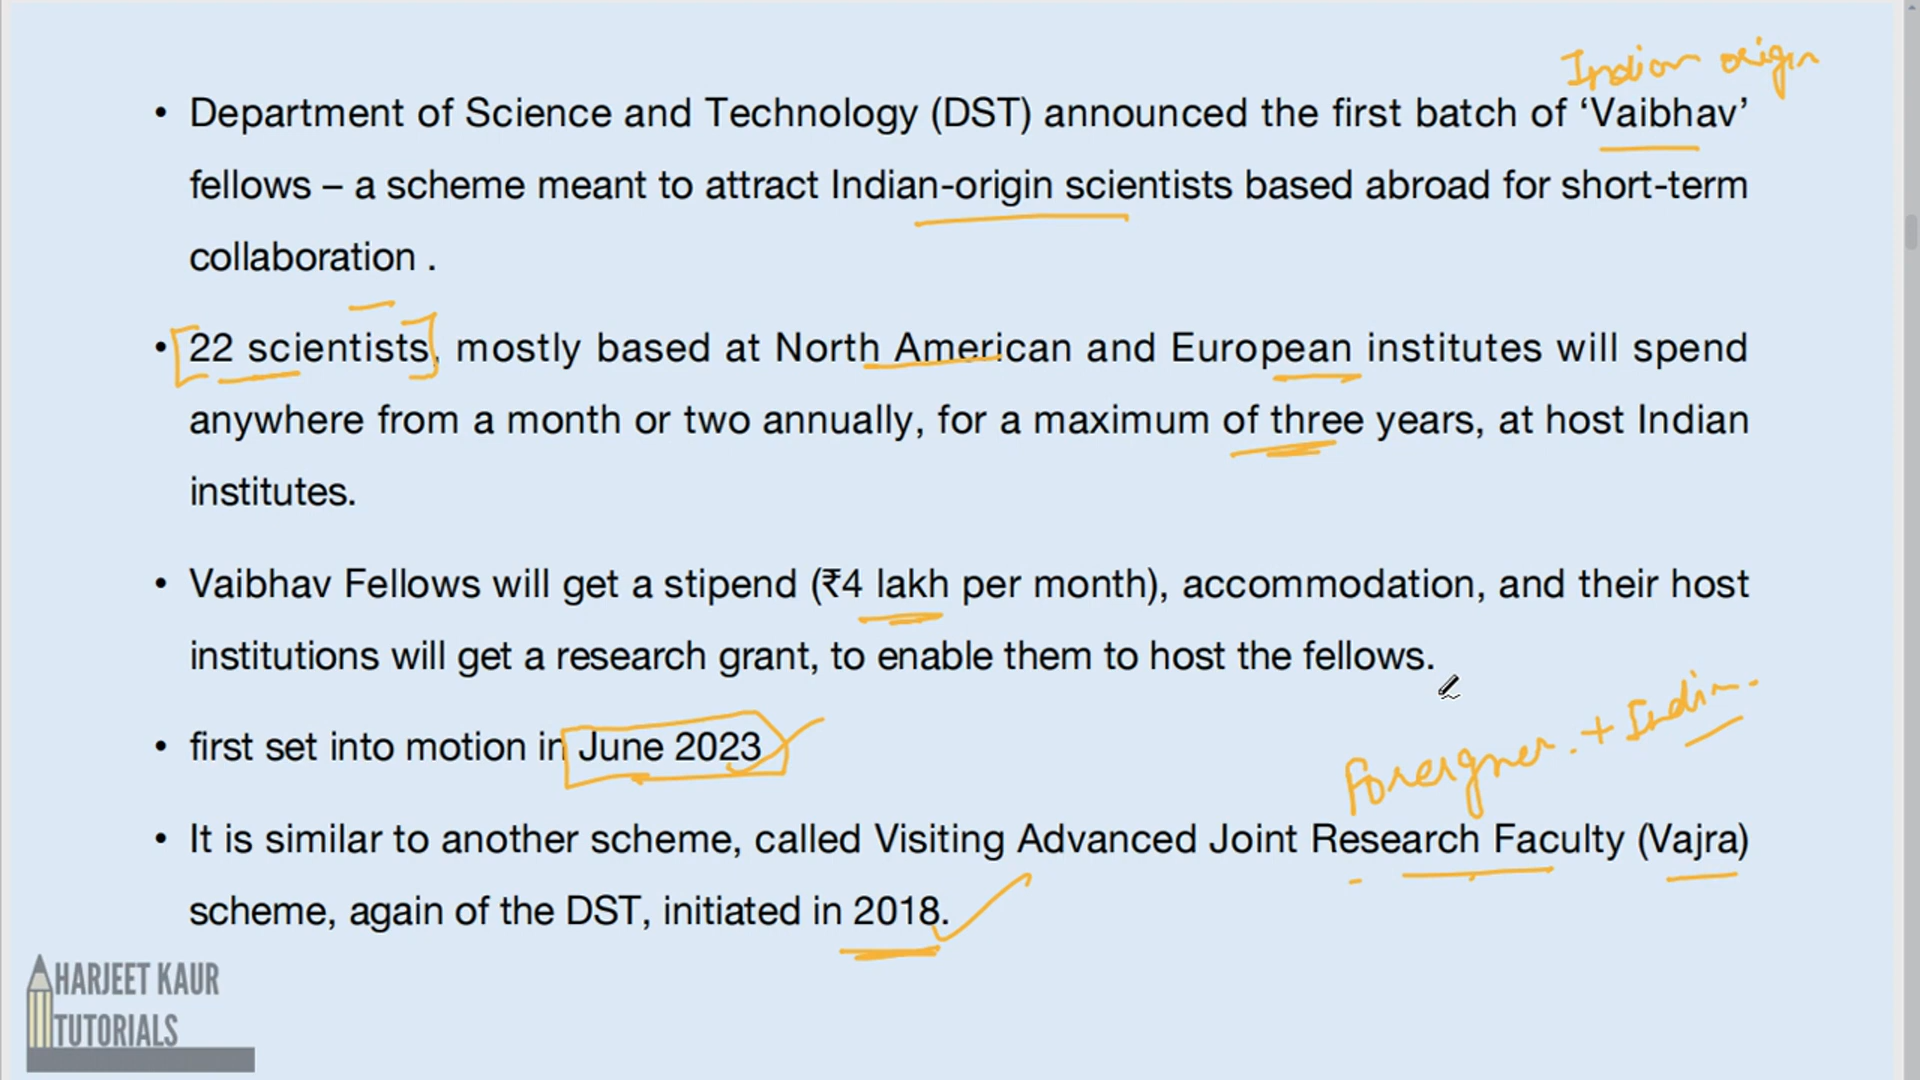 Indian origin
• Department of Science and Technology (DST) announced the first batch of ‘Vaibhav’
fellows – a scheme meant to attract Indian-origin scientists based abroad for short-term
collaboration .
• 22 scientists, mostly based at North American and European institutes will spend
anywhere from a month or two annually, for a maximum of three years, at host Indian
institutes.
• Vaibhav Fellows will get a stipend (₹4 lakh per month), accommodation, and their host
institutions will get a research grant, to enable them to host the fellows.
• first set into motion in June 2023
Foreigner. + Indian.
• It is similar to another scheme, called Visiting Advanced Joint Research Faculty (Vajra)
scheme, again of the DST, initiated in 2018.
HARJEET KAUR
TUTORIALS